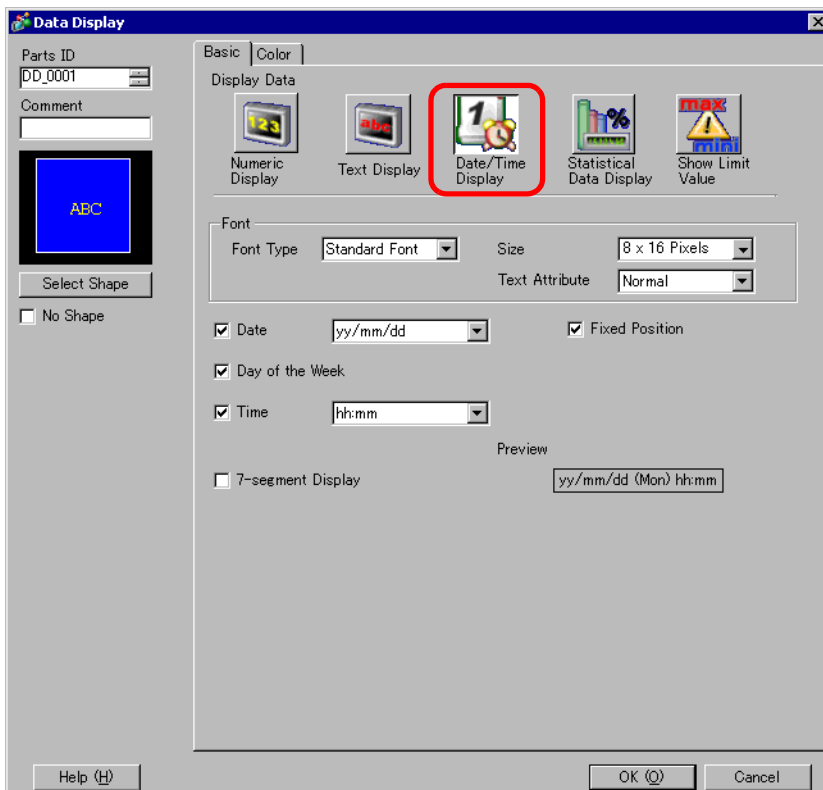 Data Display
Parts ID
DD_0001
Comment
ABC
Select Shape
No Shape
Basic Color
Display Data
123
abc
1
%
max
mini
Numeric Display
Text Display
Date/Time Display
Statistical Data Display
Show Limit Value
Font
Font Type Standard Font Size 8 x 16 Pixels
Text Attribute Normal
Date yy/mm/dd Fixed Position
Day of the Week
Time hh:mm
Preview
7-segment Display yy/mm/dd (Mon) hh:mm
Help (H) OK (O) Cancel